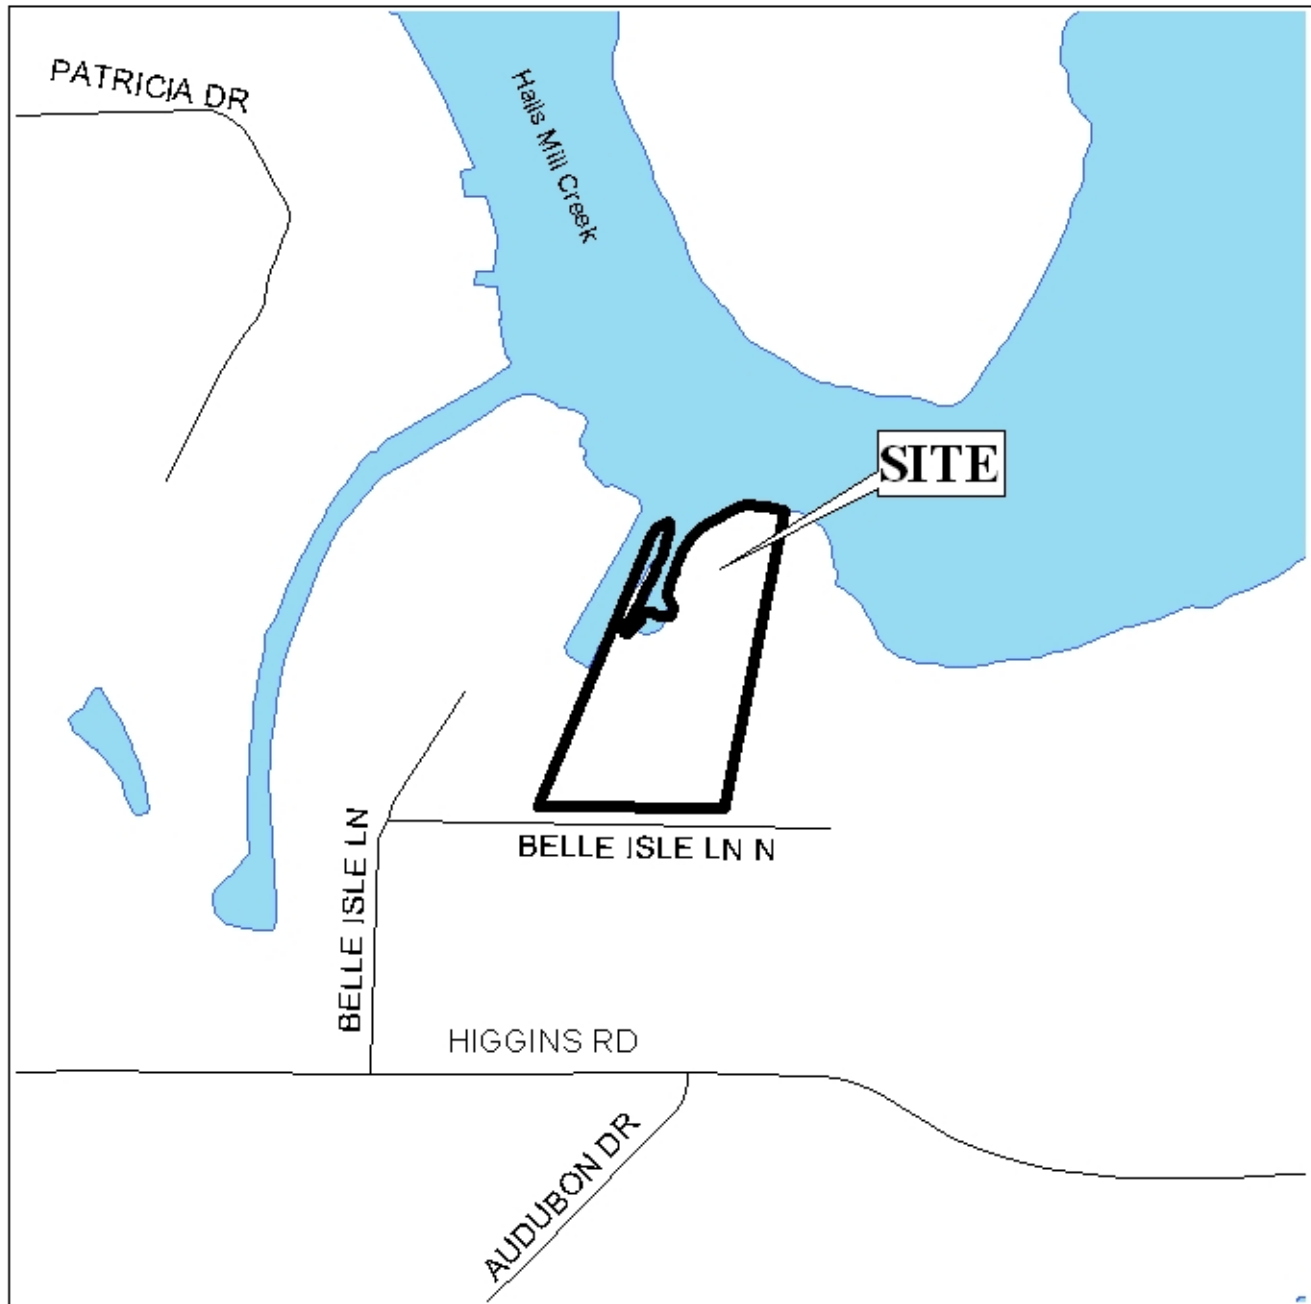 PATRICIA DR
Halls Mill Creek
SITE
BELLE ISLE LN N
BELLE ISLE LN
HIGGINS RD
AUDUBON DR